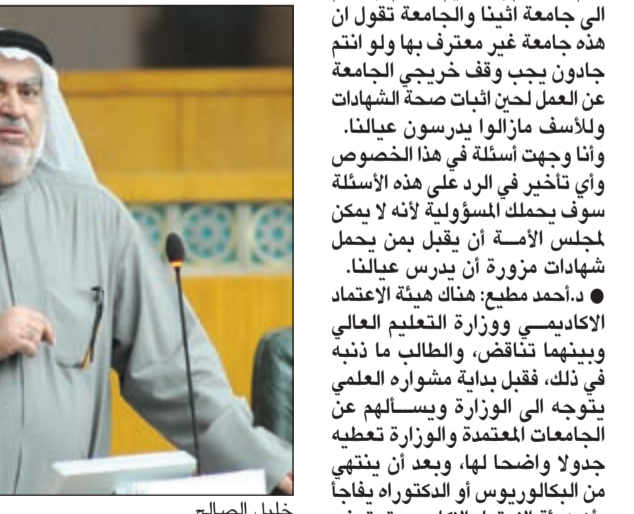 الى جامعة اثينا والجامعة تقول ان
هذه جامعة غير معترف بها ولو انتم
جادون يجب وقف خريجي الجامعة
عن العمل لحين اثبات صحة الشهادات
وللأسف مازالوا يدرسون عيالنا.
وأنا وجهت أسئلة في هذا الخصوص
وأي تأخير في الرد على هذه الأسئلة
سوف يحملك المسؤولية لأنه لا يمكن
لمجلس الأمــة أن يقبل بمن يحمل
شهادات مزورة أن يدرس عيالنا.
● د.أحمد مطيع: هناك هيئة الاعتماد
الاكاديمـــي ووزارة التعليم العالي
وبينهما تناقض، والطالب ما ذنبه
في ذلك، فقبل بداية مشواره العلمي
يتوجه الى الوزارة ويســألهم عن
الجامعات المعتمدة والوزارة تعطيه
جدولا واضحا لها، وبعد أن ينتهي
من البكالوريوس أو الدكتوراه يفاجأ
خليل الصالح